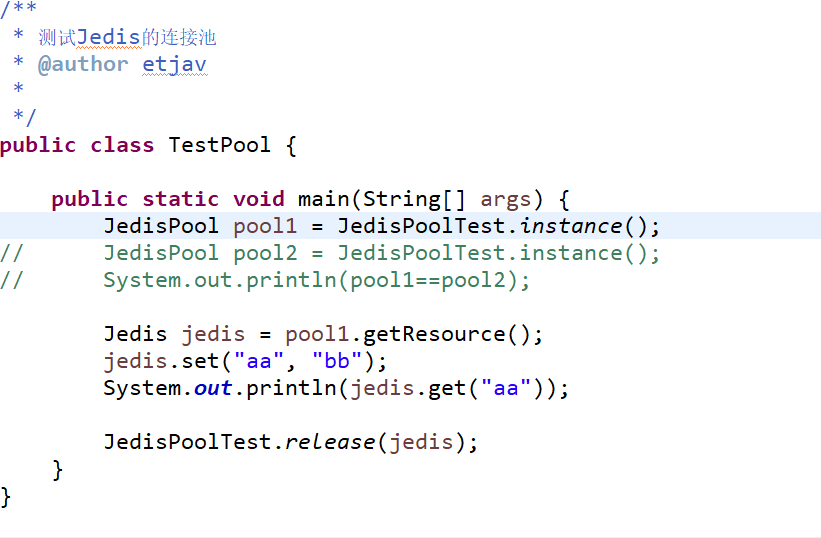 /**
 * 测试Jedis的连接池
 * @author etjav
 *
 */
public class TestPool {
    public static void main(String[] args) {
        JedisPool pool1 = JedisPoolTest.instance();
//      JedisPool pool2 = JedisPoolTest.instance();
//      System.out.println(pool1==pool2);
        Jedis jedis = pool1.getResource();
        jedis.set("aa", "bb");
        System.out.println(jedis.get("aa"));
        JedisPoolTest.release(jedis);
    }
}